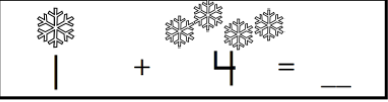 1 + 4 = __